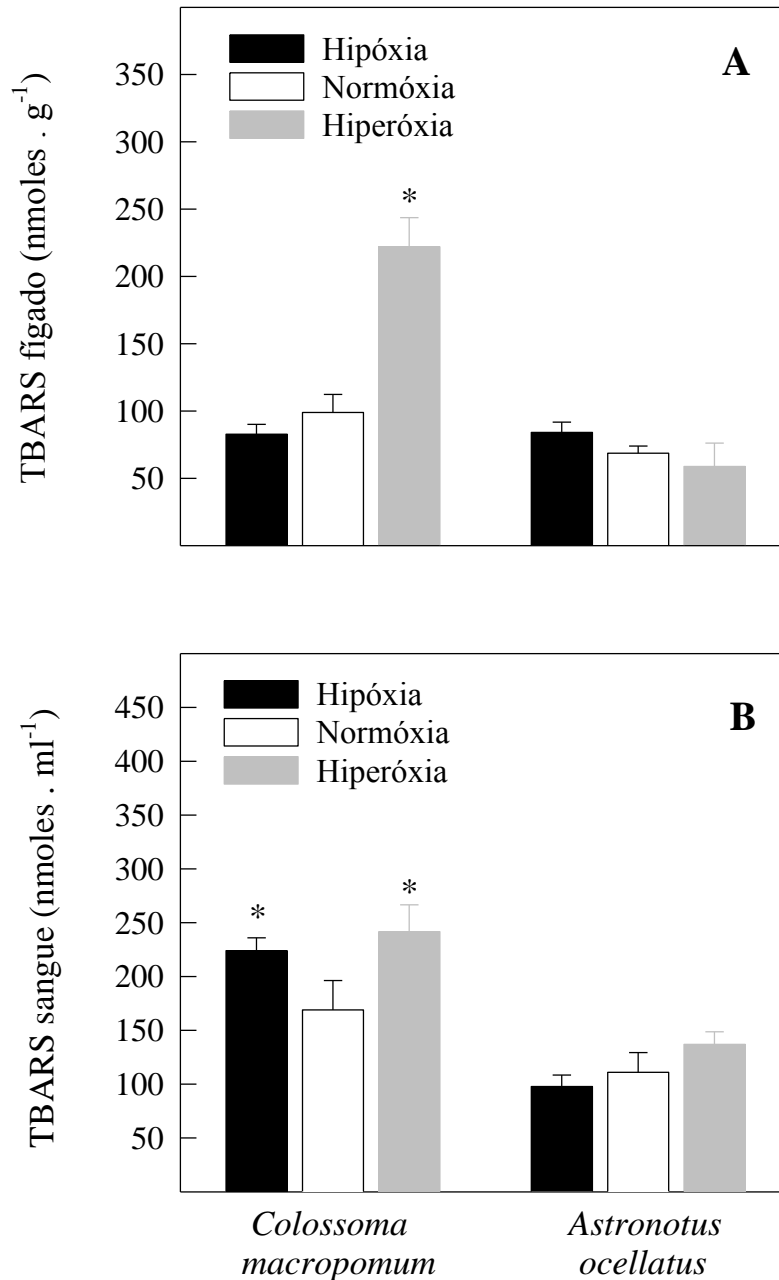 A
Hipóxia
Normóxia
Hiperóxia
TBARS fígado (nmoles . g⁻¹)
350
300
250
200
150
100
50
*
B
Hipóxia
Normóxia
Hiperóxia
TBARS sangue (nmoles . ml⁻¹)
450
400
350
300
250
200
150
100
50
*
*
Colossoma
macropomum
Astronotus
ocellatus